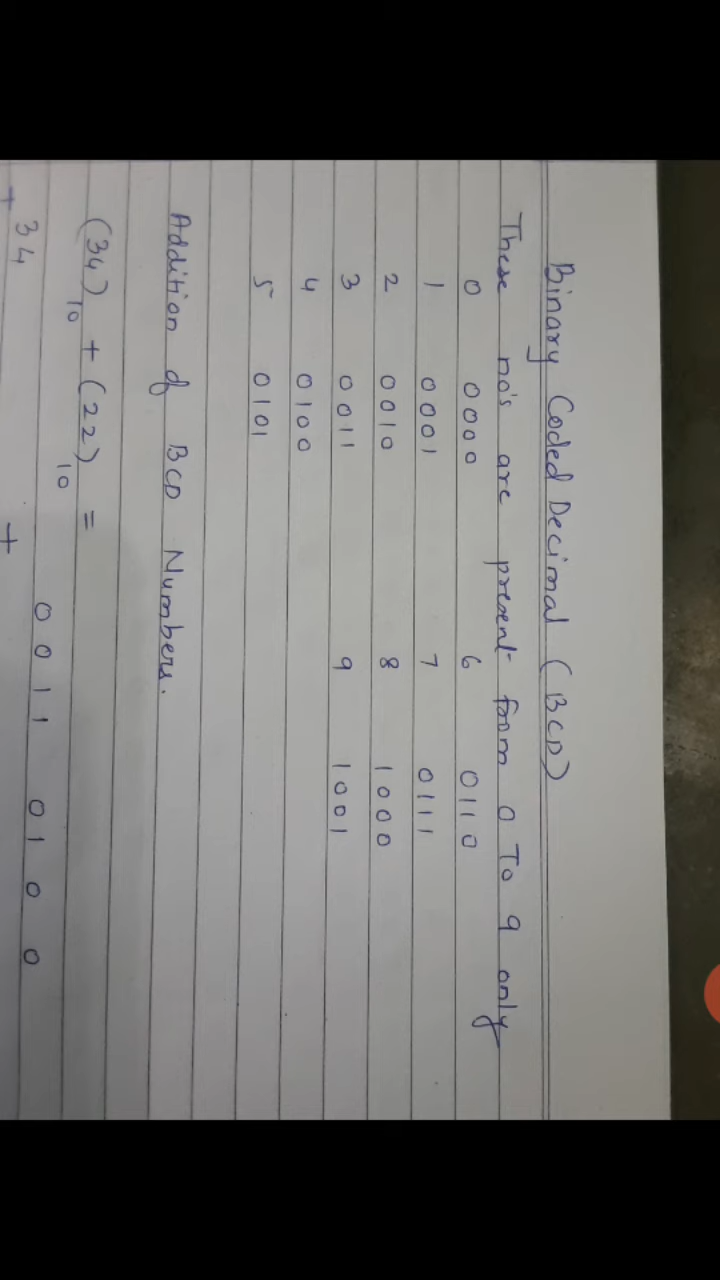 Binary Coded Decimal (BCD)
These no's are present from 0 To 9 only
0 0000 6 0110
1 0001 7 0111
2 0010 8 1000
3 0011 9 1001
4 0100
5 0101
Addition of BCD Numbers.
(34)10 + (22)10 =
34 0011 0100
+ +